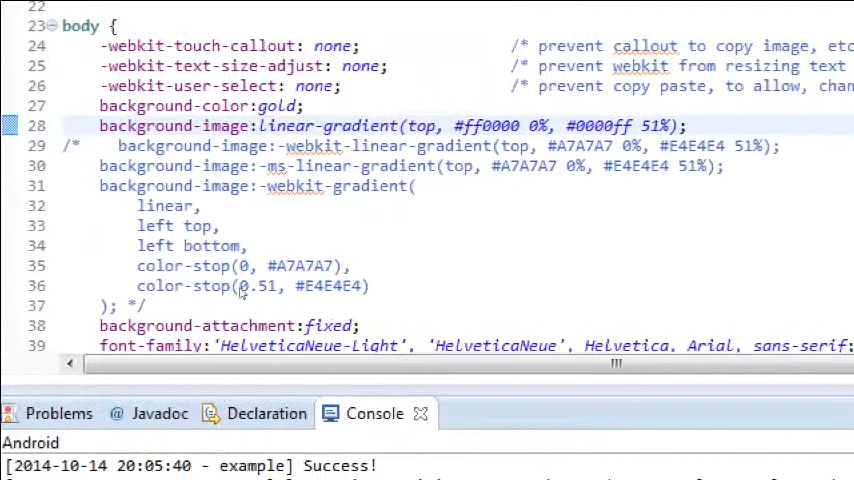 22
23 body {
24 -webkit-touch-callout: none; /* prevent callout to copy image, etc
25 -webkit-text-size-adjust: none; /* prevent webkit from resizing text
26 -webkit-user-select: none; /* prevent copy paste, to allow, chan
27 background-color:gold;
28 background-image:linear-gradient(top, #ff0000 0%, #0000ff 51%);
29 /* background-image:-webkit-linear-gradient(top, #A7A7A7 0%, #E4E4E4 51%);
30 background-image:-ms-linear-gradient(top, #A7A7A7 0%, #E4E4E4 51%);
31 background-image:-webkit-gradient(
32 linear,
33 left top,
34 left bottom,
35 color-stop(0, #A7A7A7),
36 color-stop(0.51, #E4E4E4)
37 ); */
38 background-attachment:fixed;
39 font-family:'HelveticaNeue-Light', 'HelveticaNeue', Helvetica, Arial, sans-serif;
Problems @ Javadoc Declaration Console
Android
[2014-10-14 20:05:40 - example] Success!